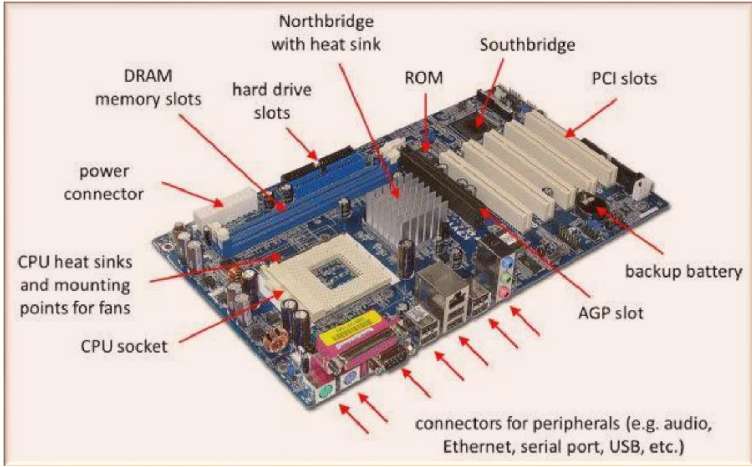 Northbridge
with heat sink
Southbridge
DRAM
memory slots
hard drive
slots
ROM
PCI slots
power
connector
CPU heat sinks
and mounting
points for fans
backup battery
AGP slot
CPU socket
connectors for peripherals (e.g. audio,
Ethernet, serial port, USB, etc.)